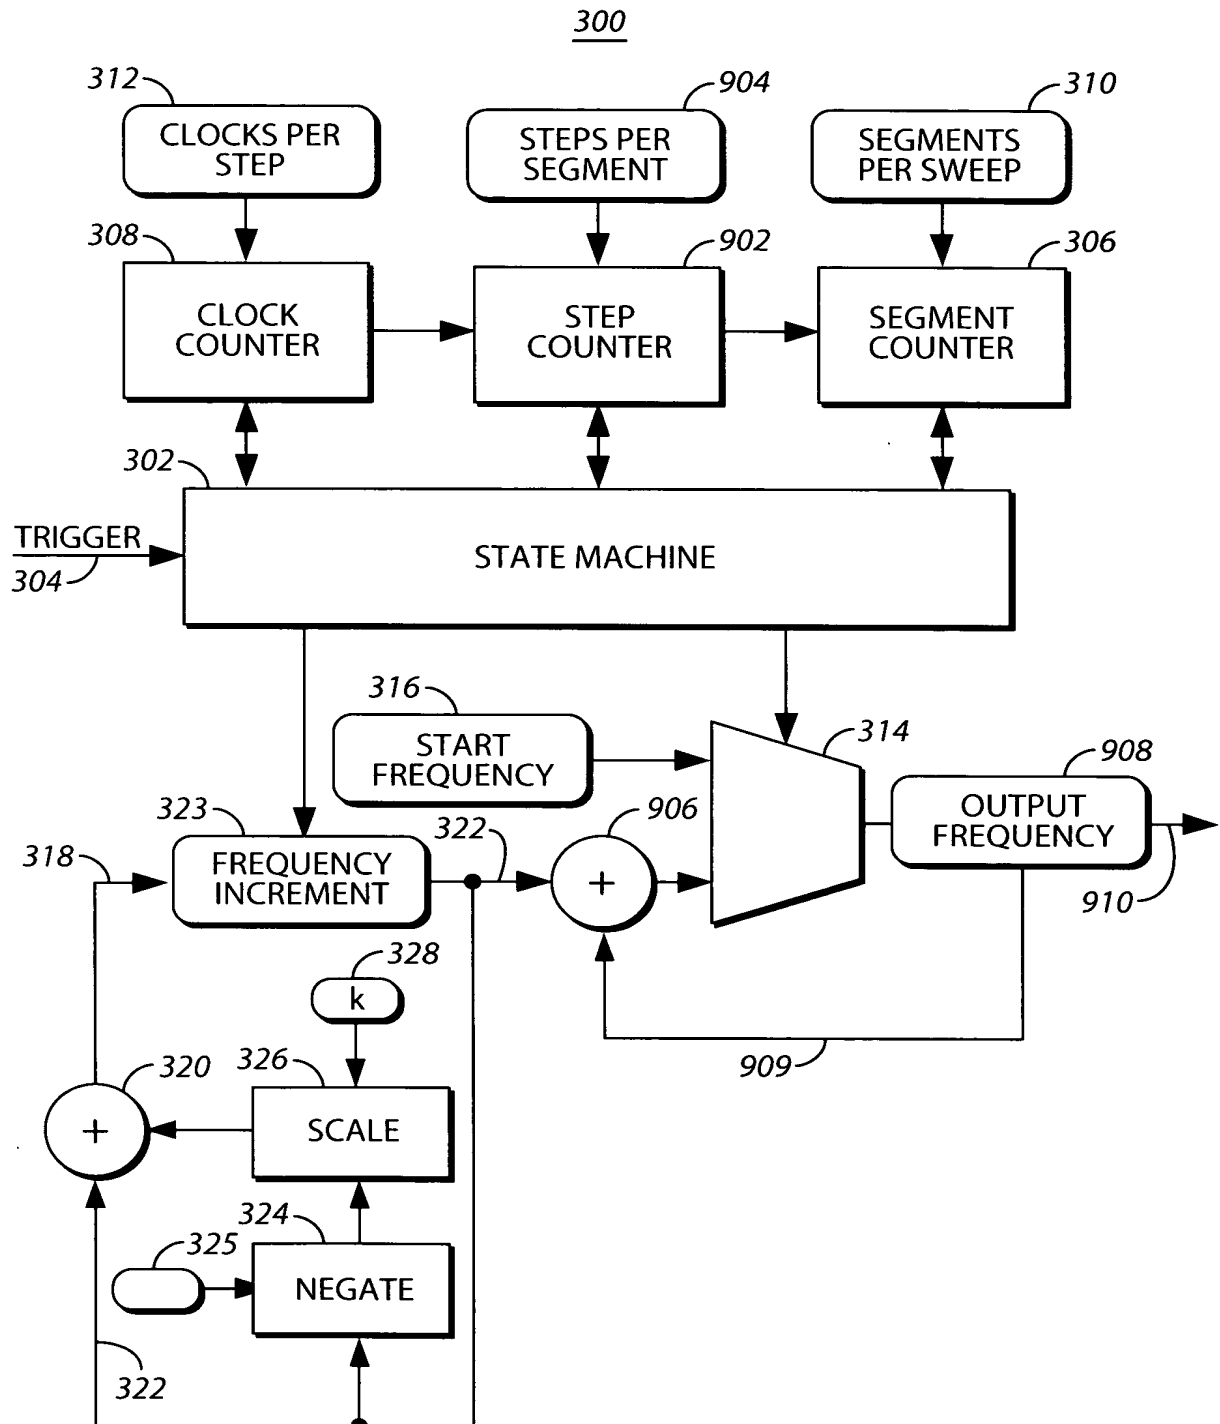 300
312
904
310
CLOCKS PER
STEP
STEPS PER
SEGMENT
SEGMENTS
PER SWEEP
308
902
306
CLOCK
COUNTER
STEP
COUNTER
SEGMENT
COUNTER
302
TRIGGER
304
STATE MACHINE
316
START
FREQUENCY
314
908
OUTPUT
FREQUENCY
910
323
322
906
318
FREQUENCY
INCREMENT
+
328
k
909
326
320
+
SCALE
324
325
NEGATE
322